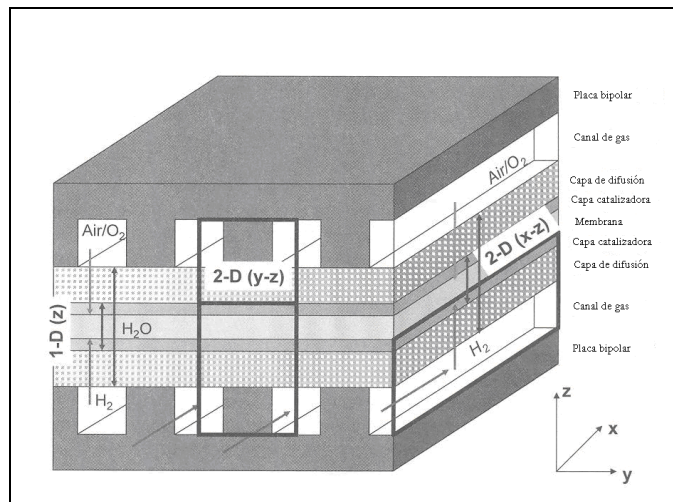 Placa bipolar
Canal de gas
Air/O2
Capa de difusión
Capa catalizadora
Air/O2
Membrana
2-D (x-z)
Capa catalizadora
2-D (y-z)
Capa de difusión
1-D (z)
H2O
Canal de gas
H2
Placa bipolar
H2
z
x
y